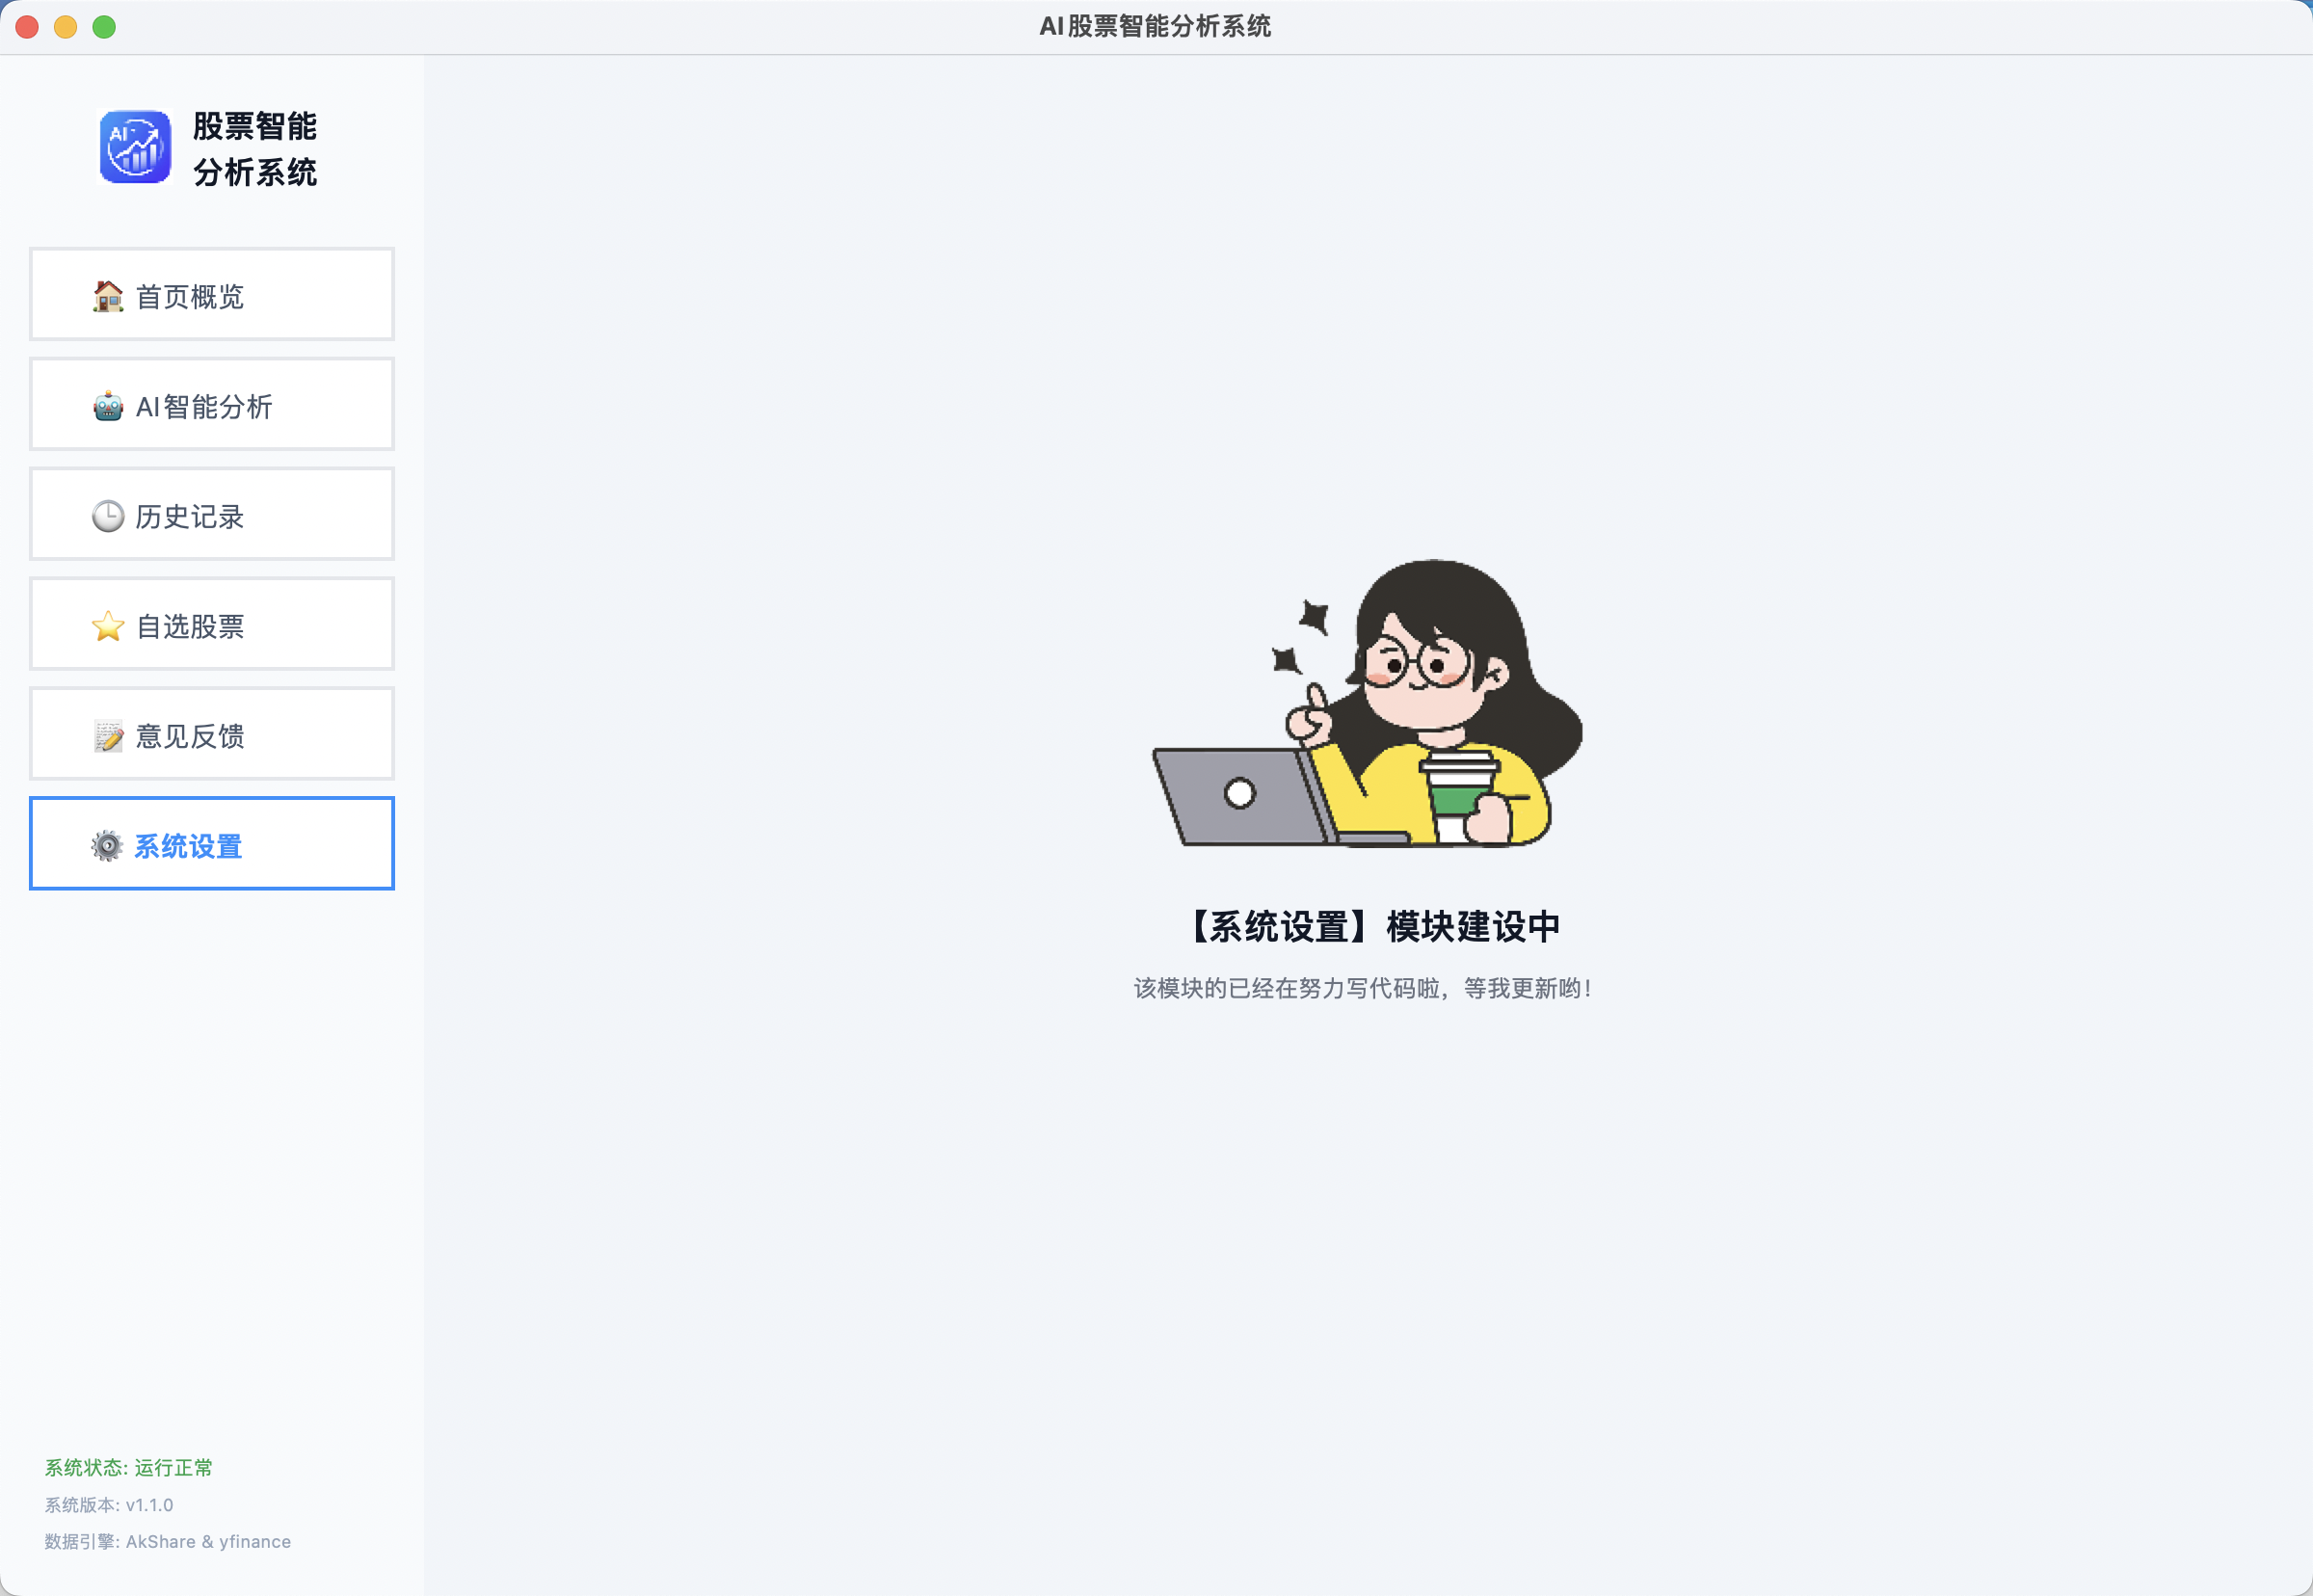 AI股票智能分析系统
AI
股票智能
分析系统
首页概览
AI智能分析
历史记录
自选股票
意见反馈
系统设置
【系统设置】模块建设中
该模块的已经在努力写代码啦，等我更新哟！
系统状态: 运行正常
系统版本: v1.1.0
数据引擎: AkShare & yfinance